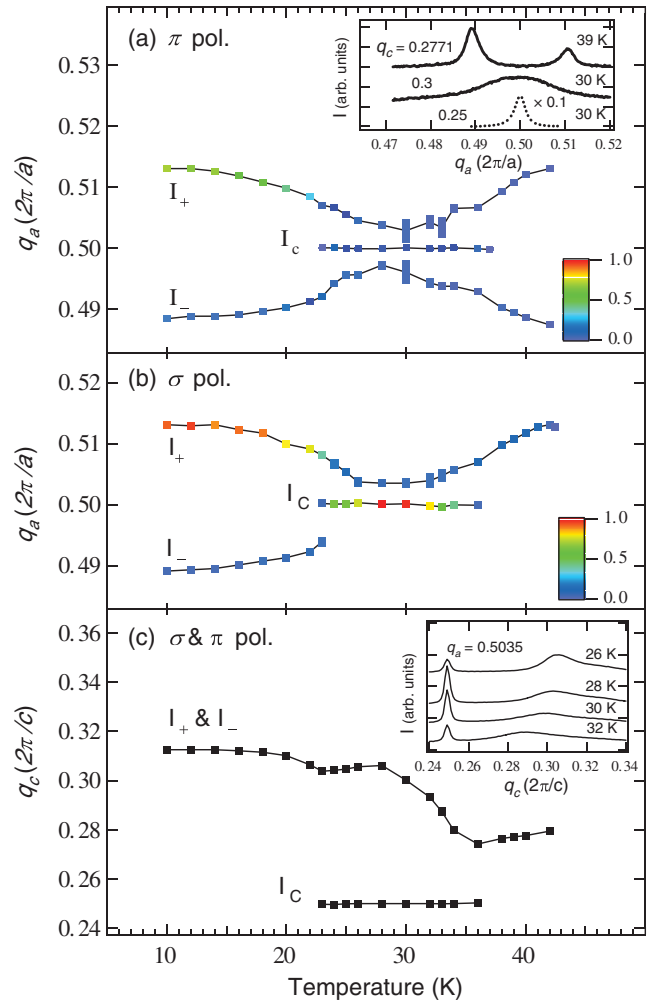 (a) π pol.
0.53
0.52
0.51
0.50
0.49
q_a (2π/a)
I_+
I_c
I_−
1.0
0.5
0.0
q_c = 0.2771
39 K
0.3
30 K
× 0.1
0.25
30 K
I (arb. units)
0.47 0.48 0.49 0.50 0.51 0.52
q_a (2π/a)
(b) σ pol.
0.52
0.51
0.50
0.49
q_a (2π/a)
I_+
I_C
I_−
1.0
0.5
0.0
(c) σ & π pol.
0.36
0.34
0.32
0.30
0.28
0.26
0.24
q_c (2π/c)
I_+ & I_−
I_C
q_a = 0.5035
26 K
28 K
30 K
32 K
I (arb. units)
0.24 0.26 0.28 0.30 0.32 0.34
q_c (2π/c)
10 20 30 40
Temperature (K)